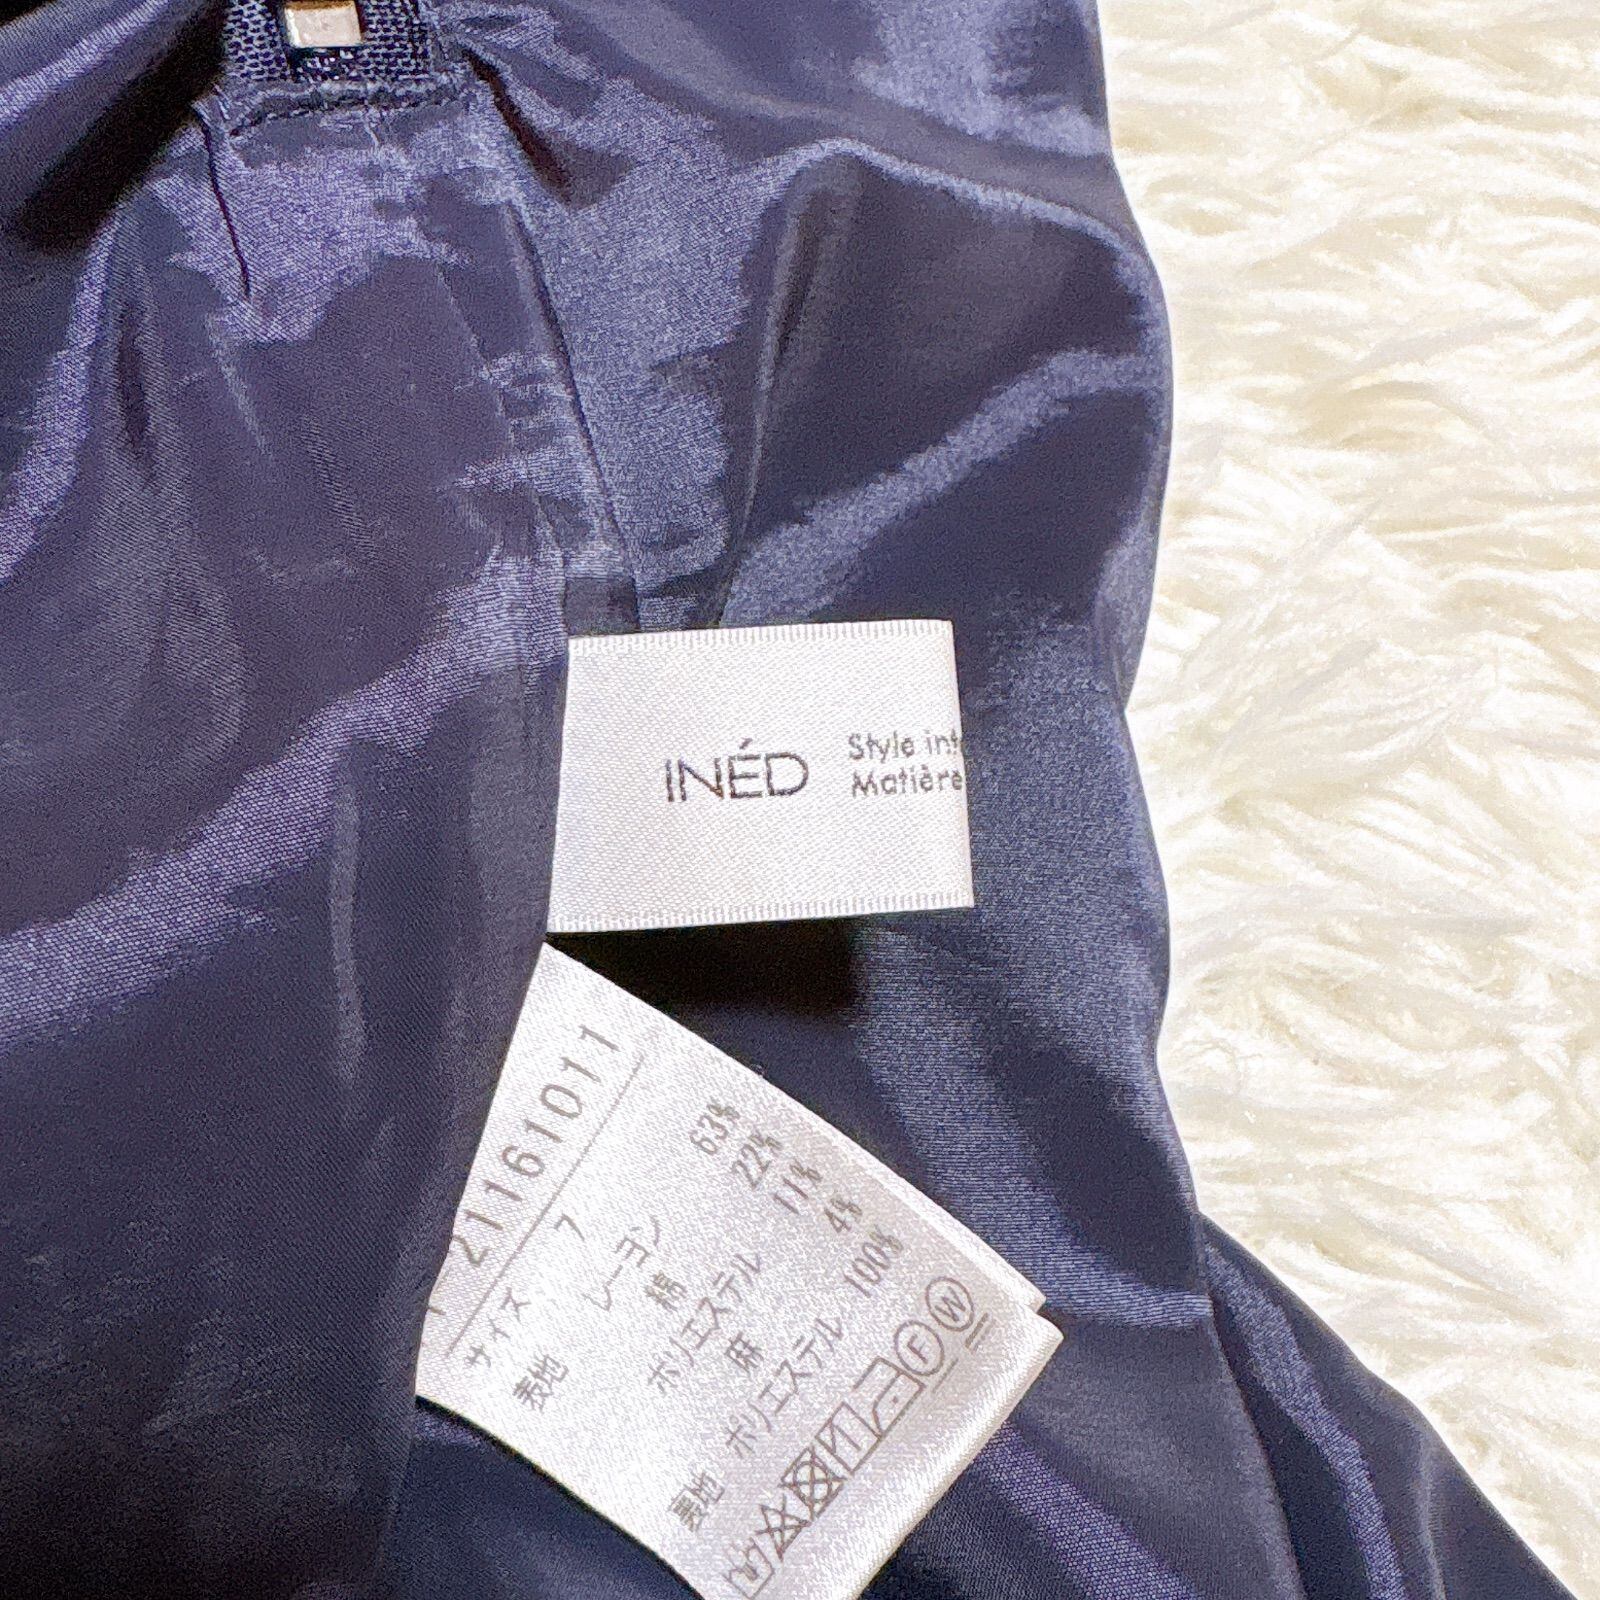 INÉD
Style int
Matière
21161011
サイズ 7
表地 レーヨン 63%
綿 22%
ポリエステル 11%
麻 4%
裏地 ポリエステル 100%
F W